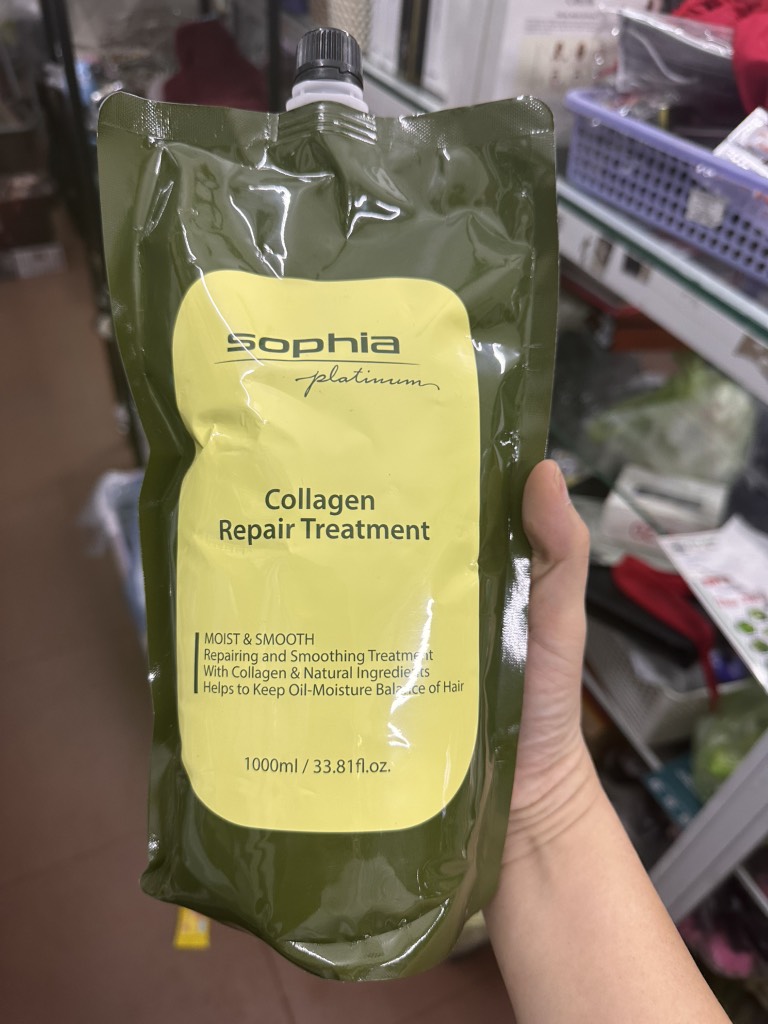 sophia
platinum
Collagen
Repair Treatment
MOIST & SMOOTH
Repairing and Smoothing Treatment
With Collagen & Natural Ingredients
Helps to Keep Oil-Moisture Balance of Hair
1000ml / 33.81fl.oz.